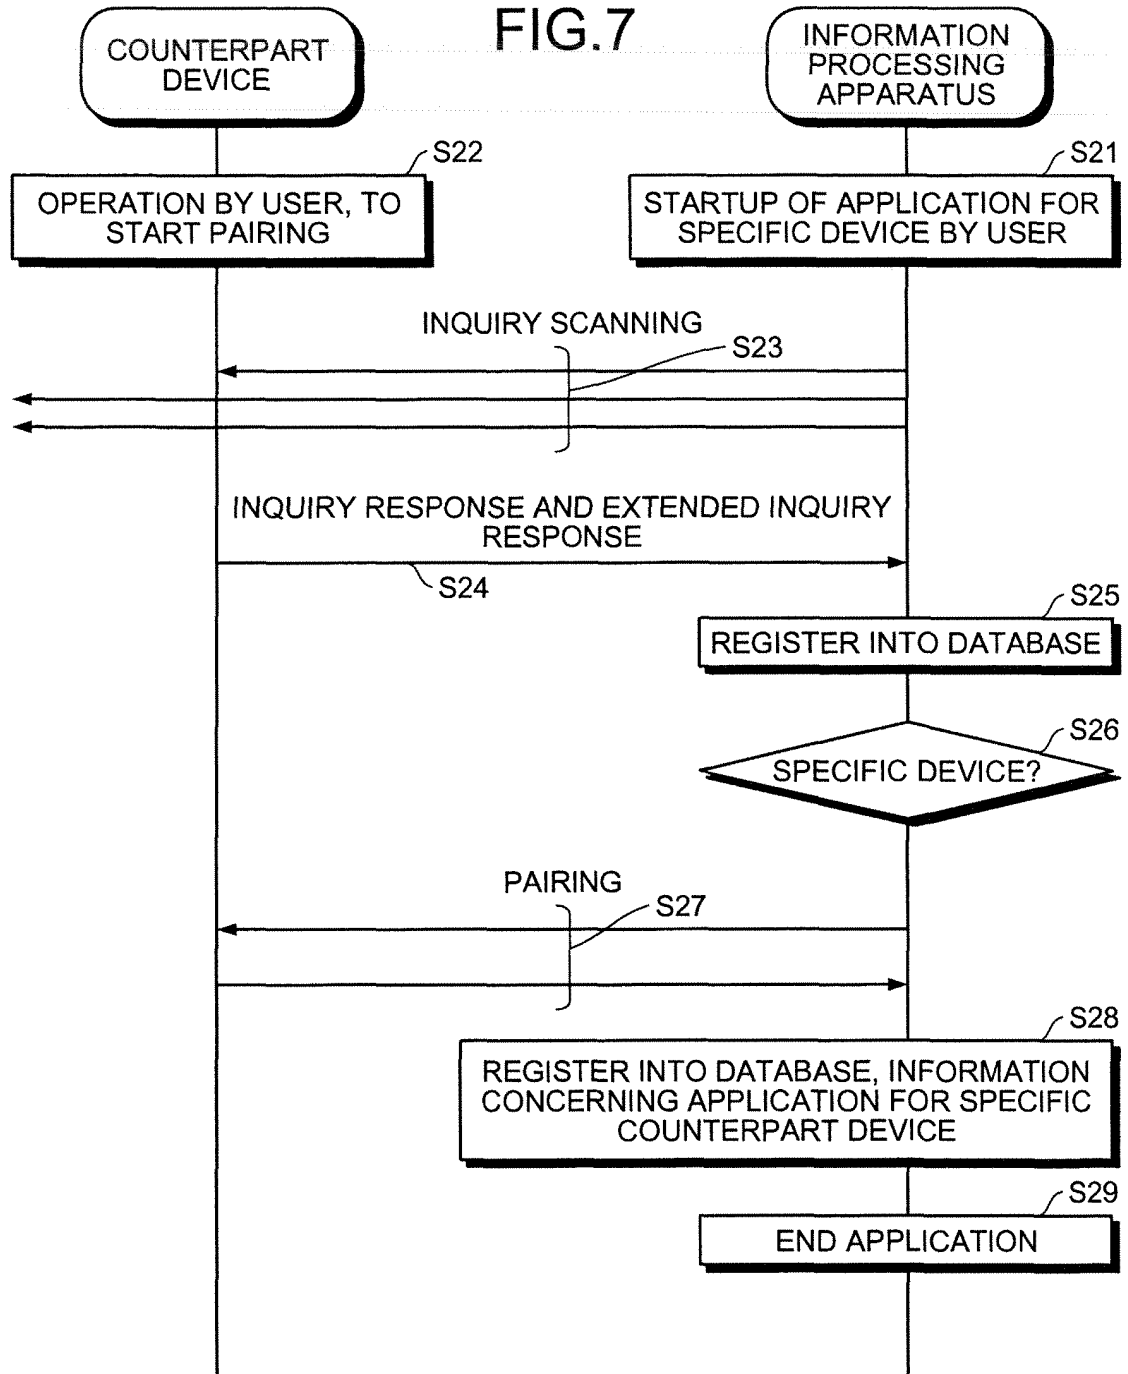 FIG.7
COUNTERPART
DEVICE
INFORMATION
PROCESSING
APPARATUS
S22
OPERATION BY USER, TO
START PAIRING
S21
STARTUP OF APPLICATION FOR
SPECIFIC DEVICE BY USER
INQUIRY SCANNING
S23
INQUIRY RESPONSE AND EXTENDED INQUIRY
RESPONSE
S24
S25
REGISTER INTO DATABASE
S26
SPECIFIC DEVICE?
PAIRING
S27
S28
REGISTER INTO DATABASE, INFORMATION
CONCERNING APPLICATION FOR SPECIFIC
COUNTERPART DEVICE
S29
END APPLICATION